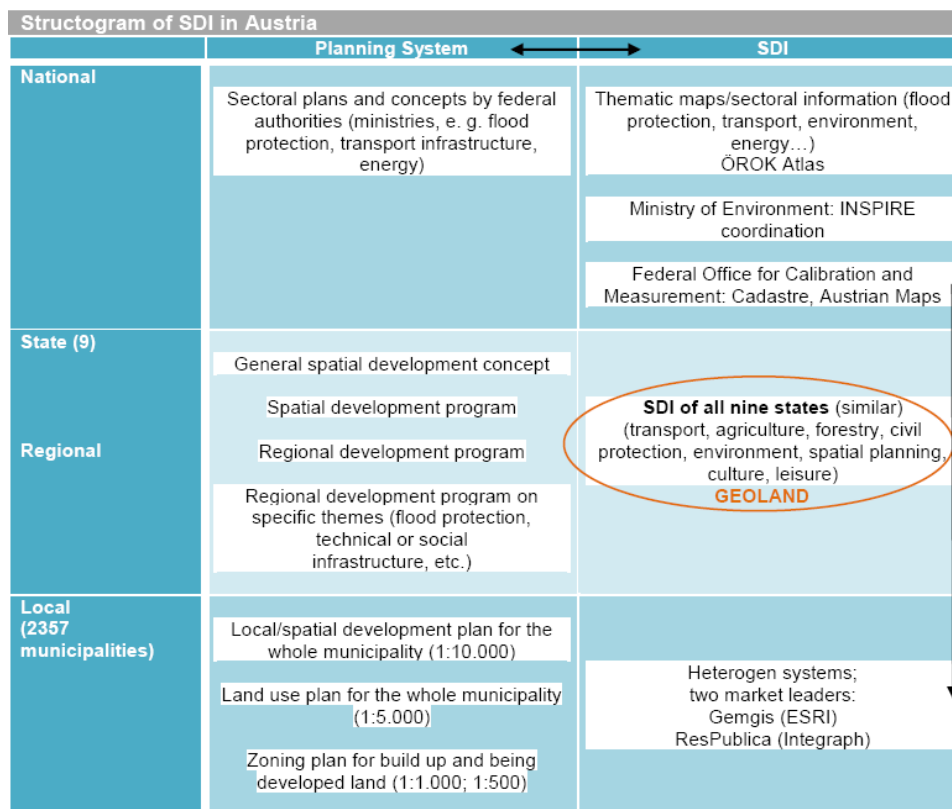 Structogram of SDI in Austria
Planning System
SDI
National
Sectoral plans and concepts by federal
authorities (ministries, e. g. flood
protection, transport infrastructure,
energy)
Thematic maps/sectoral information (flood
protection, transport, environment,
energy…)
ÖROK Atlas
Ministry of Environment: INSPIRE
coordination
Federal Office for Calibration and
Measurement: Cadastre, Austrian Maps
State (9)
Regional
General spatial development concept
Spatial development program
Regional development program
Regional development program on
specific themes (flood protection,
technical or social
infrastructure, etc.)
SDI of all nine states (similar)
(transport, agriculture, forestry, civil
protection, environment, spatial planning,
culture, leisure)
GEOLAND
Local
(2357
municipalities)
Local/spatial development plan for the
whole municipality (1:10.000)
Land use plan for the whole municipality
(1:5.000)
Zoning plan for build up and being
developed land (1:1.000; 1:500)
Heterogen systems;
two market leaders:
Gemgis (ESRI)
ResPublica (Integraph)